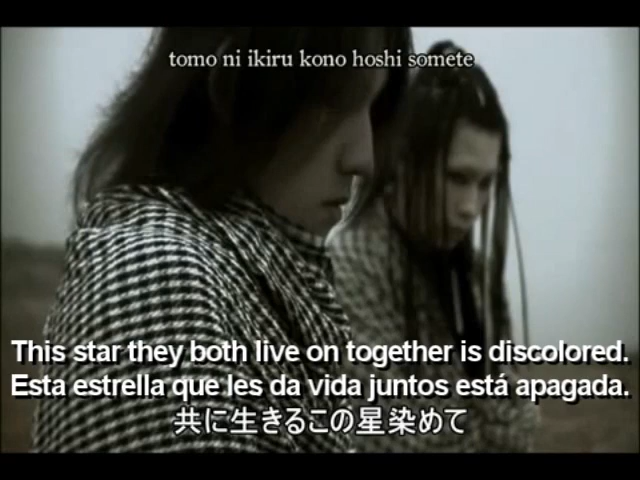 tomo ni ikiru kono hoshi somete
This star they both live on together is discolored.
Esta estrella que les da vida juntos está apagada.
共に生きるこの星染めて